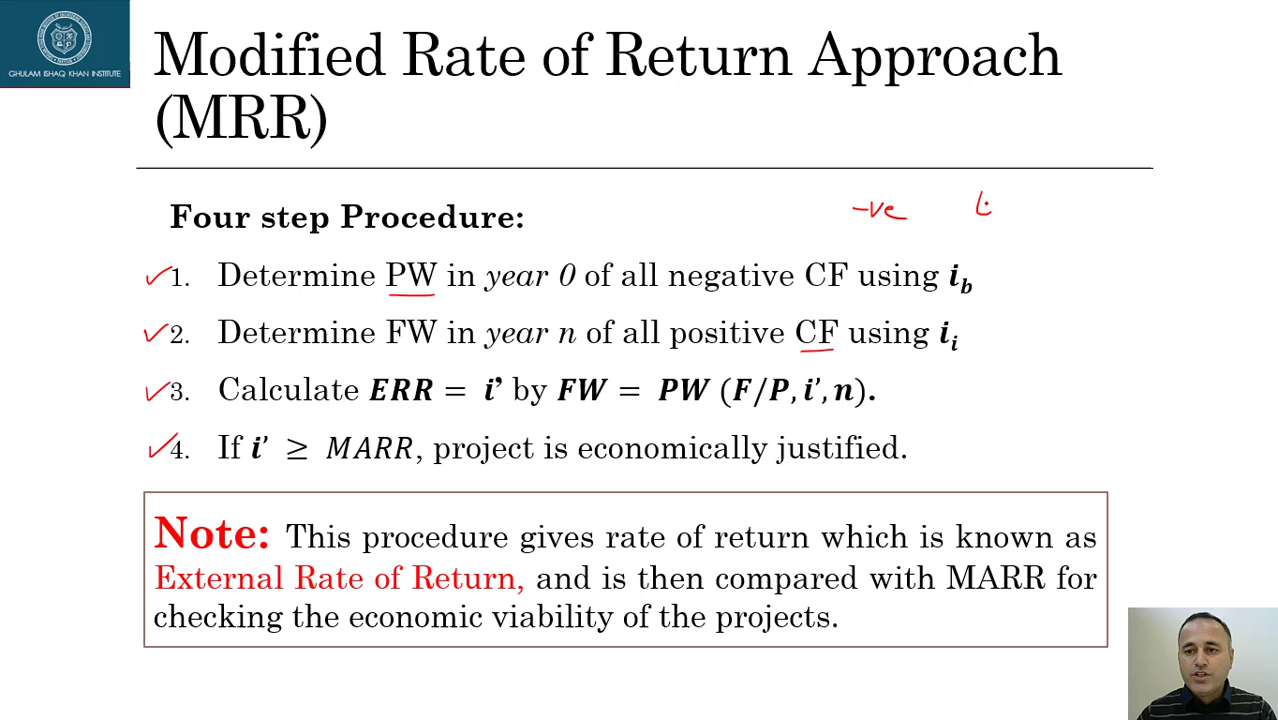 GHULAM ISHAQ KHAN INSTITUTE
Modified Rate of Return Approach
(MRR)
Four step Procedure:
-ve
1. Determine PW in year 0 of all negative CF using i_b
2. Determine FW in year n of all positive CF using i_i
3. Calculate ERR = i’ by FW = PW (F/P, i’, n).
4. If i’ ≥ MARR, project is economically justified.
Note: This procedure gives rate of return which is known as
External Rate of Return, and is then compared with MARR for
checking the economic viability of the projects.